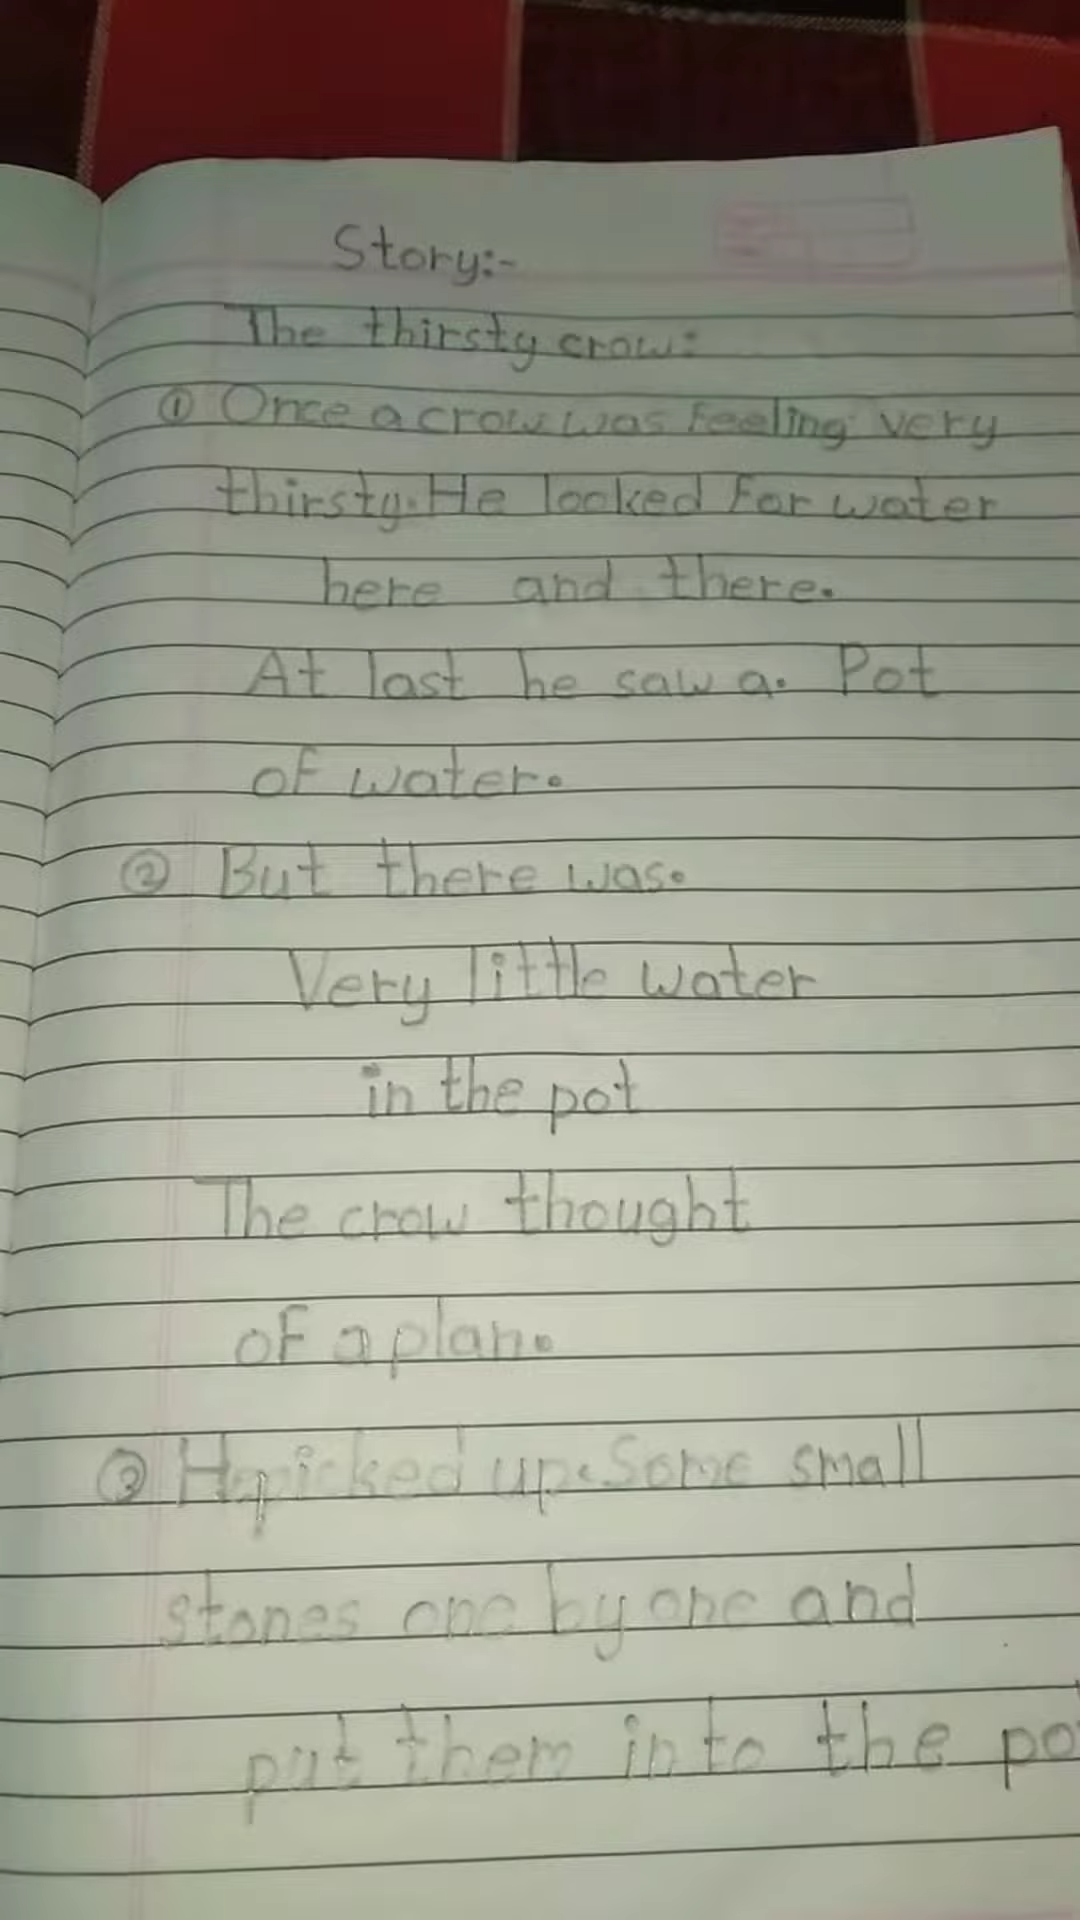 Story:-
The thirsty crow:
① Once a crow was feeling very
thirsty. He looked for water
here and there.
At last he saw a. Pot
of water.
② But there was.
Very little water
in the pot
The crow thought
of a plan.
③ He picked up. Some small
stones one by one and
put them into the po